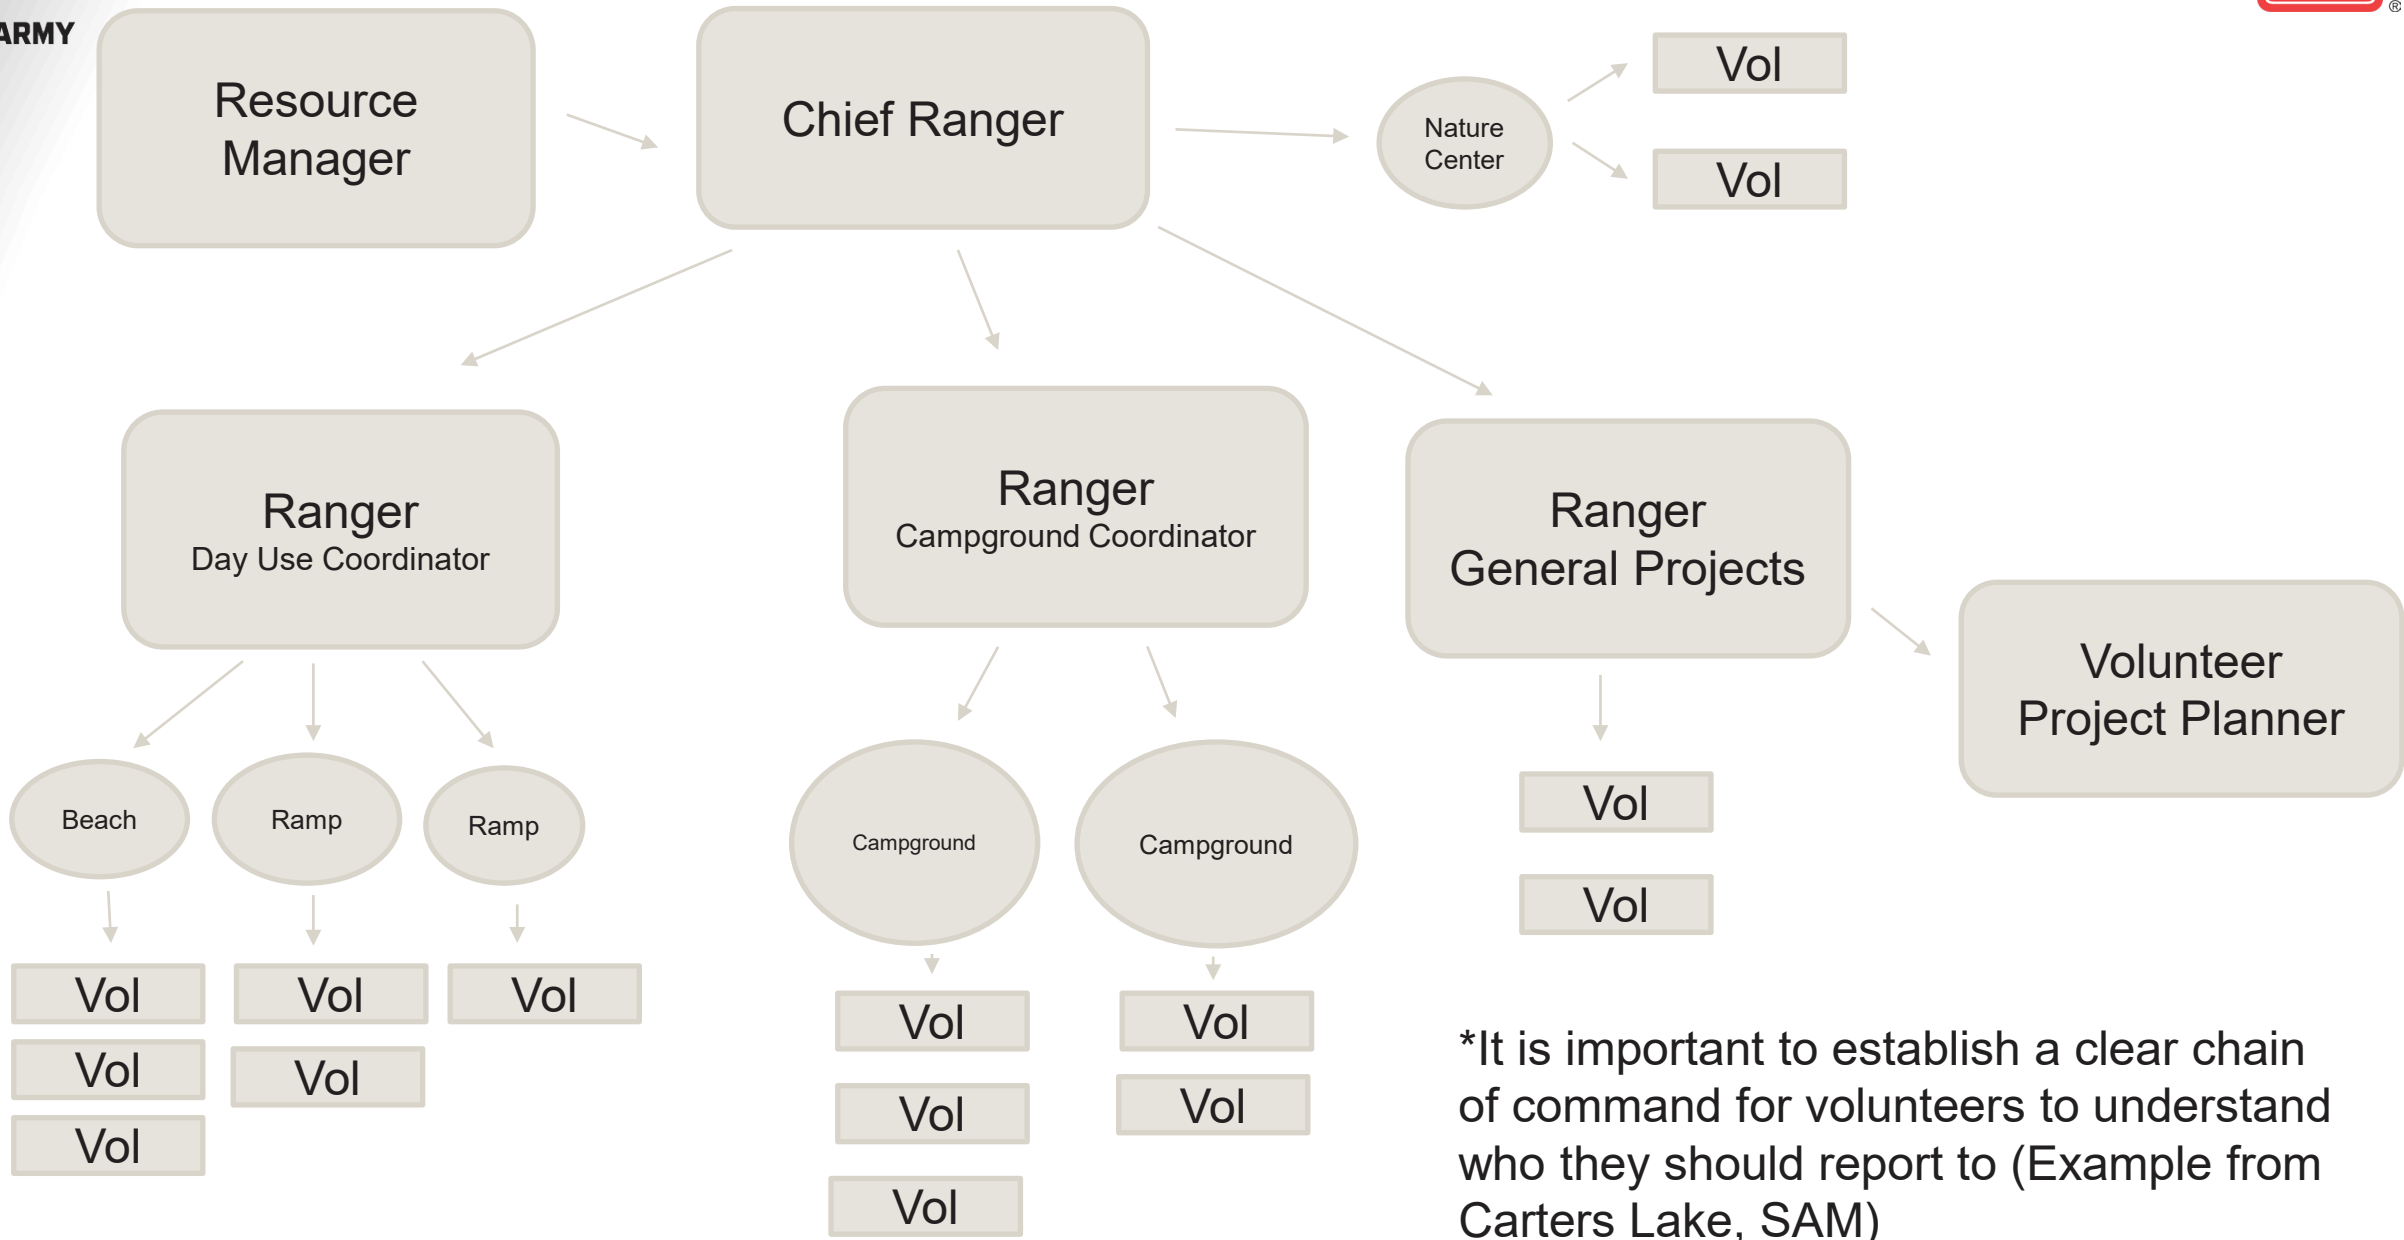 ARMY
®
Resource
Manager
Chief Ranger
Nature
Center
Vol
Vol
Ranger
Day Use Coordinator
Ranger
Campground Coordinator
Ranger
General Projects
Volunteer
Project Planner
Beach
Ramp
Ramp
Campground
Campground
Vol
Vol
Vol
Vol
Vol
Vol
Vol
Vol
Vol
Vol
Vol
Vol
Vol
*It is important to establish a clear chain
of command for volunteers to understand
who they should report to (Example from
Carters Lake, SAM)